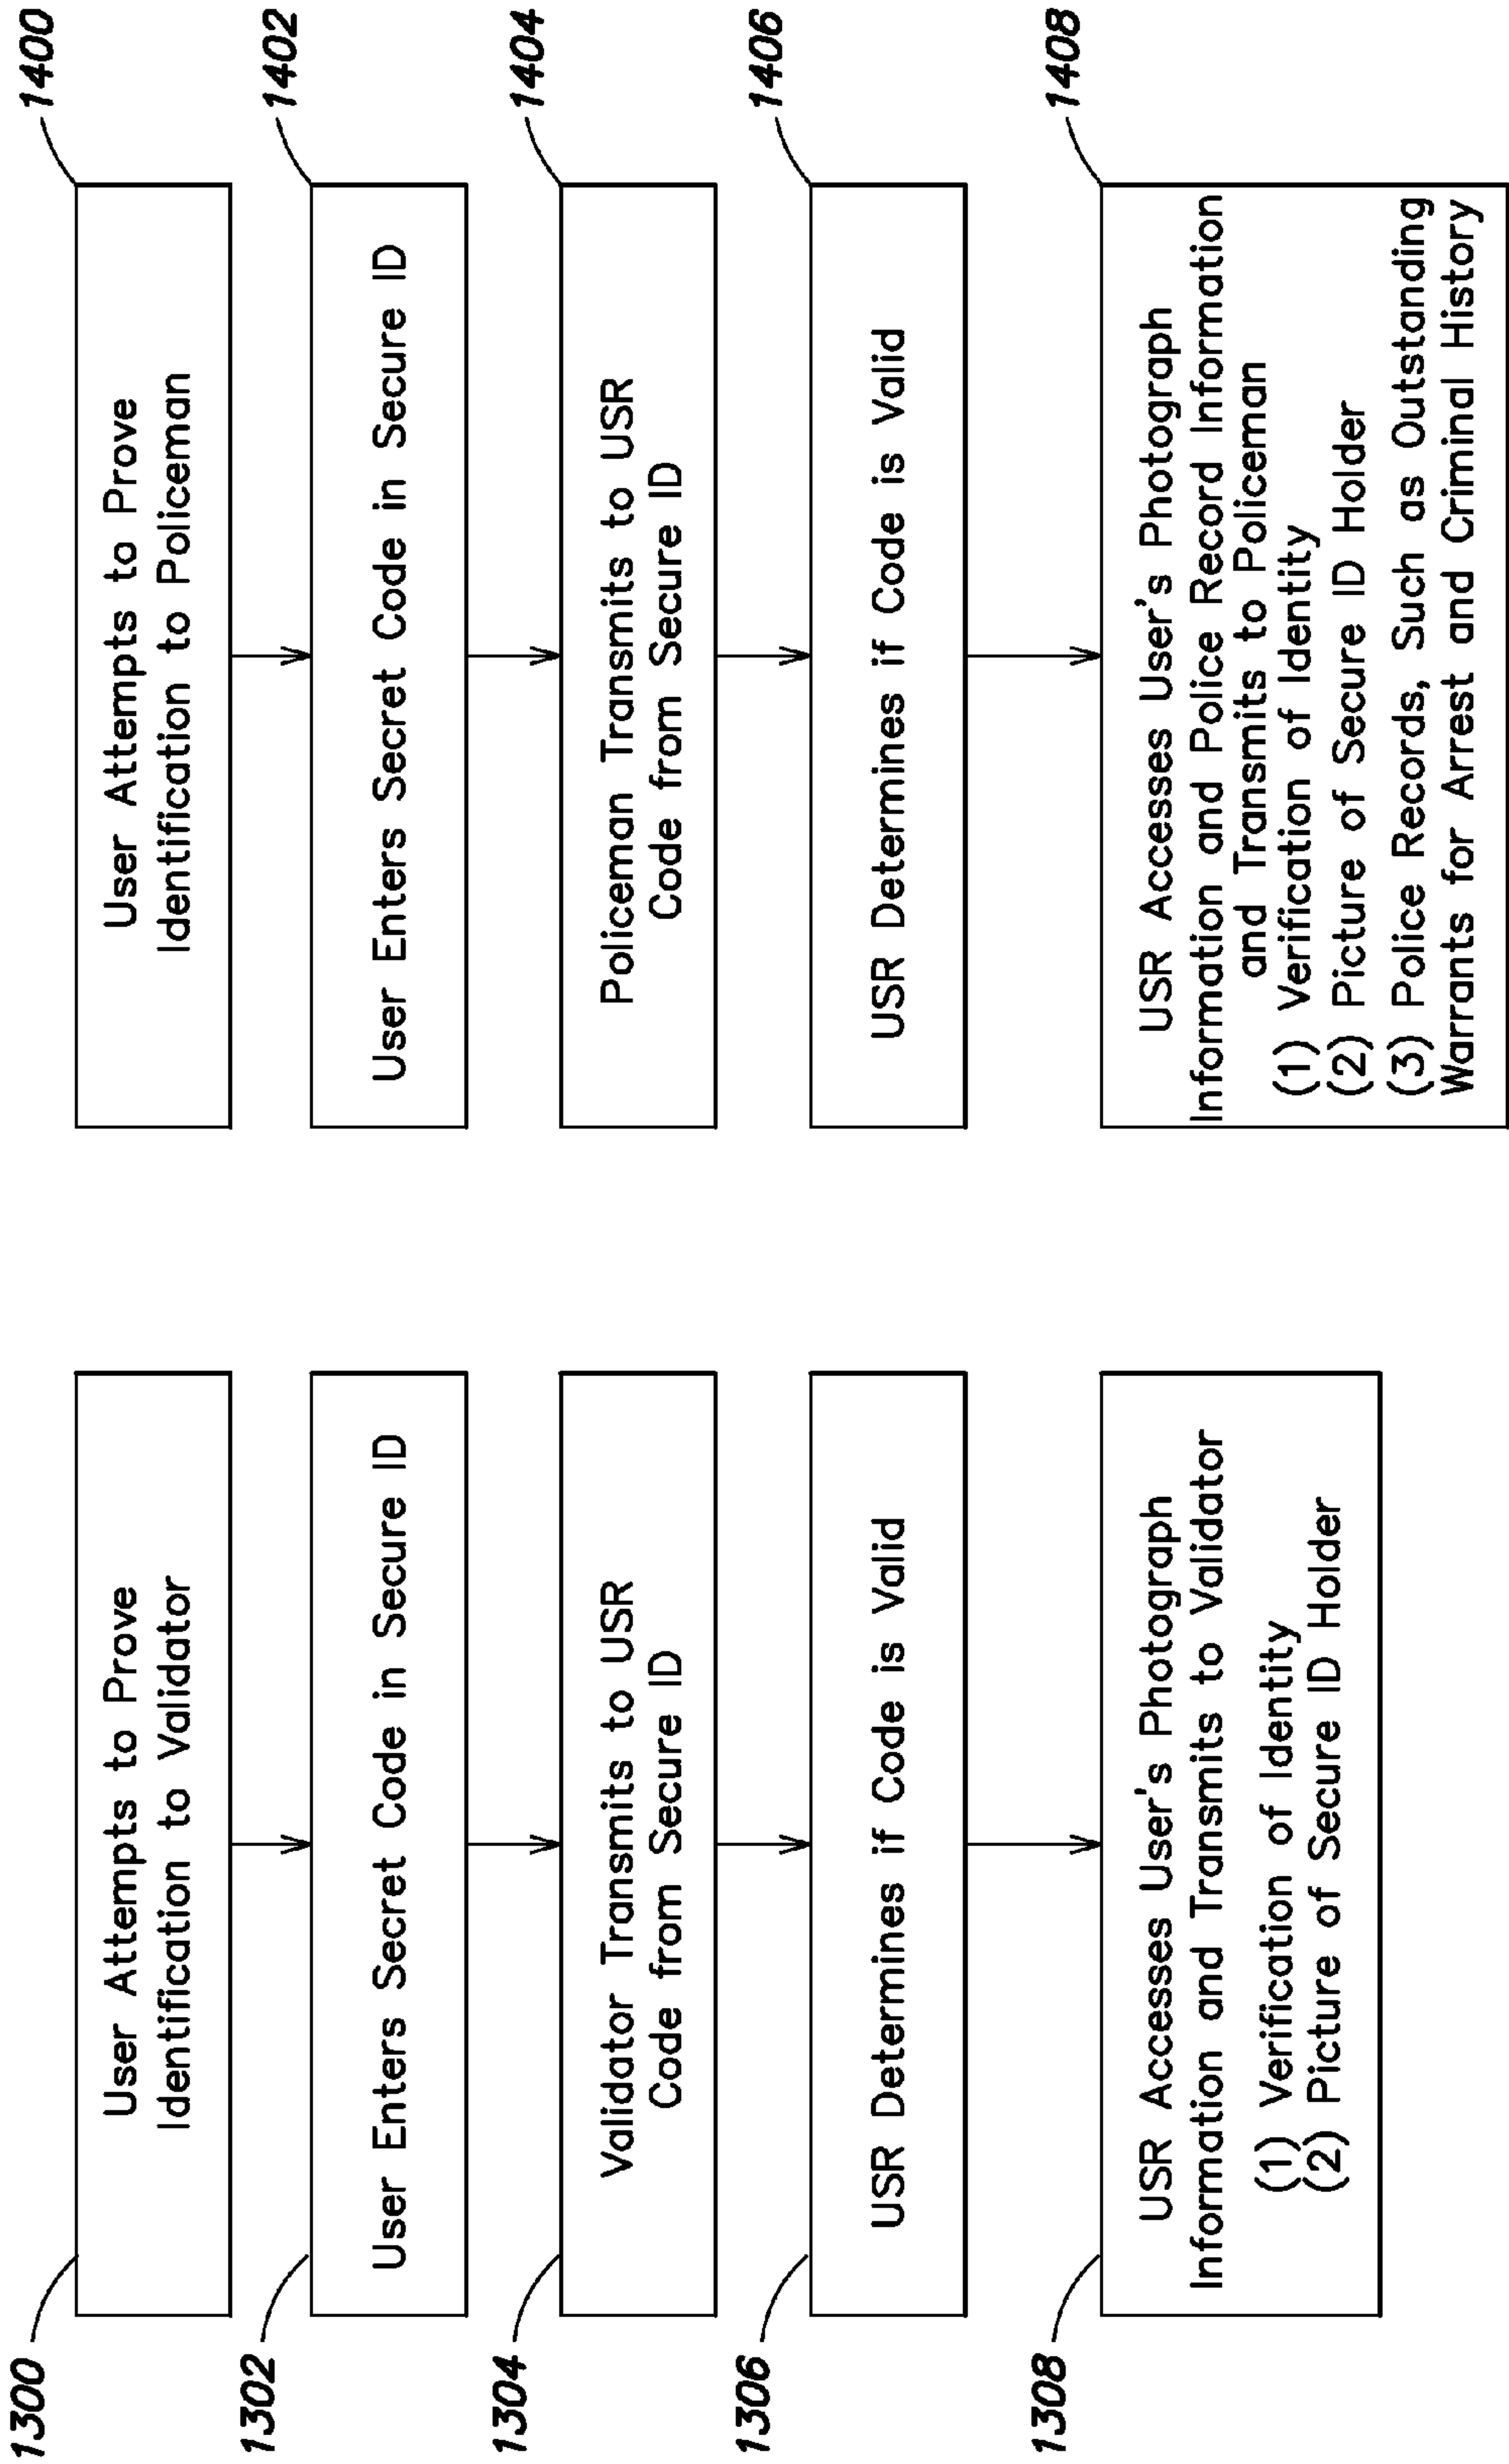 1300
User Attempts to Prove
Identification to Validator
1302
User Enters Secret Code in Secure ID
1304
Validator Transmits to USR
Code from Secure ID
1306
USR Determines if Code is Valid
1308
USR Accesses User's Photograph
Information and Transmits to Validator
(1) Verification of Identity
(2) Picture of Secure ID Holder
1400
User Attempts to Prove
Identification to Policeman
1402
User Enters Secret Code in Secure ID
1404
Policeman Transmits to USR
Code from Secure ID
1406
USR Determines if Code is Valid
1408
USR Accesses User's Photograph
Information and Police Record Information
and Transmits to Policeman
(1) Verification of Identity
(2) Picture of Secure ID Holder
(3) Police Records, Such as Outstanding
Warrants for Arrest and Criminal History